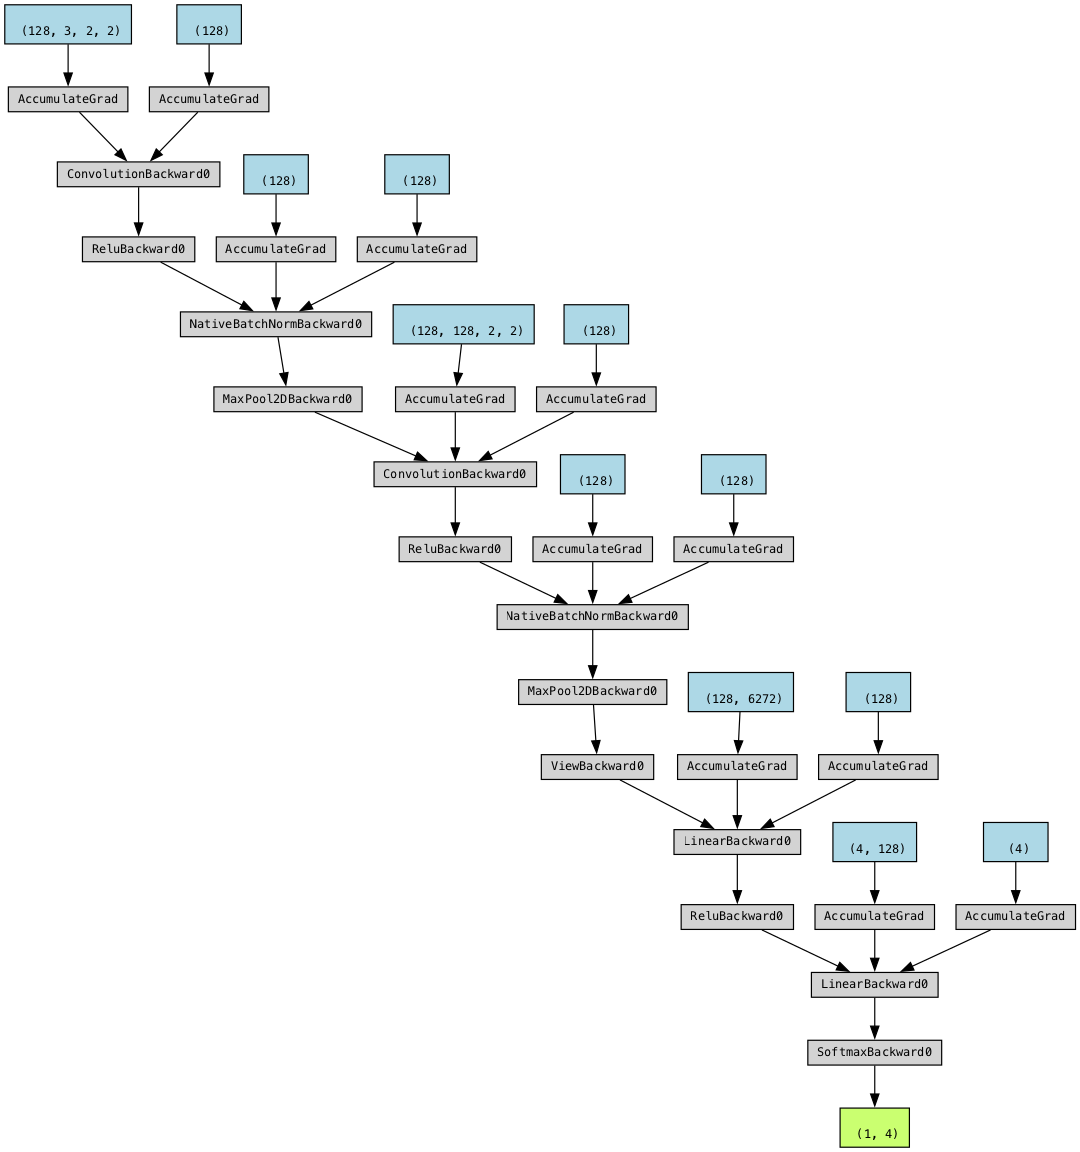 (128, 3, 2, 2)
(128)
AccumulateGrad
AccumulateGrad
ConvolutionBackward0
(128)
(128)
ReluBackward0
AccumulateGrad
AccumulateGrad
NativeBatchNormBackward0
(128, 128, 2, 2)
(128)
MaxPool2DBackward0
AccumulateGrad
AccumulateGrad
ConvolutionBackward0
(128)
(128)
ReluBackward0
AccumulateGrad
AccumulateGrad
NativeBatchNormBackward0
MaxPool2DBackward0
(128, 6272)
(128)
ViewBackward0
AccumulateGrad
AccumulateGrad
LinearBackward0
(4, 128)
(4)
ReluBackward0
AccumulateGrad
AccumulateGrad
LinearBackward0
SoftmaxBackward0
(1, 4)